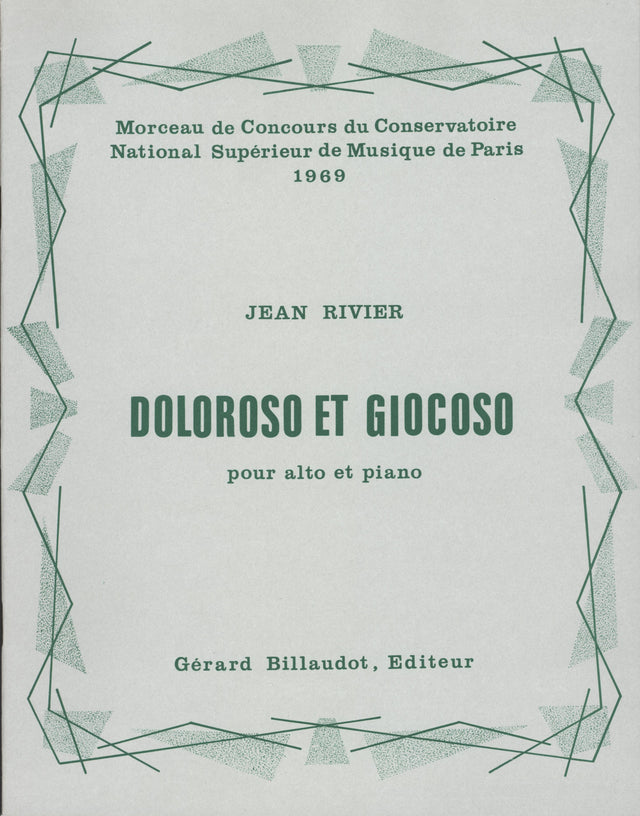 Morceau de Concours du Conservatoire
National Supérieur de Musique de Paris
1969
JEAN RIVIER
DOLOROSO ET GIOCOSO
pour alto et piano
Gérard Billaudot, Editeur